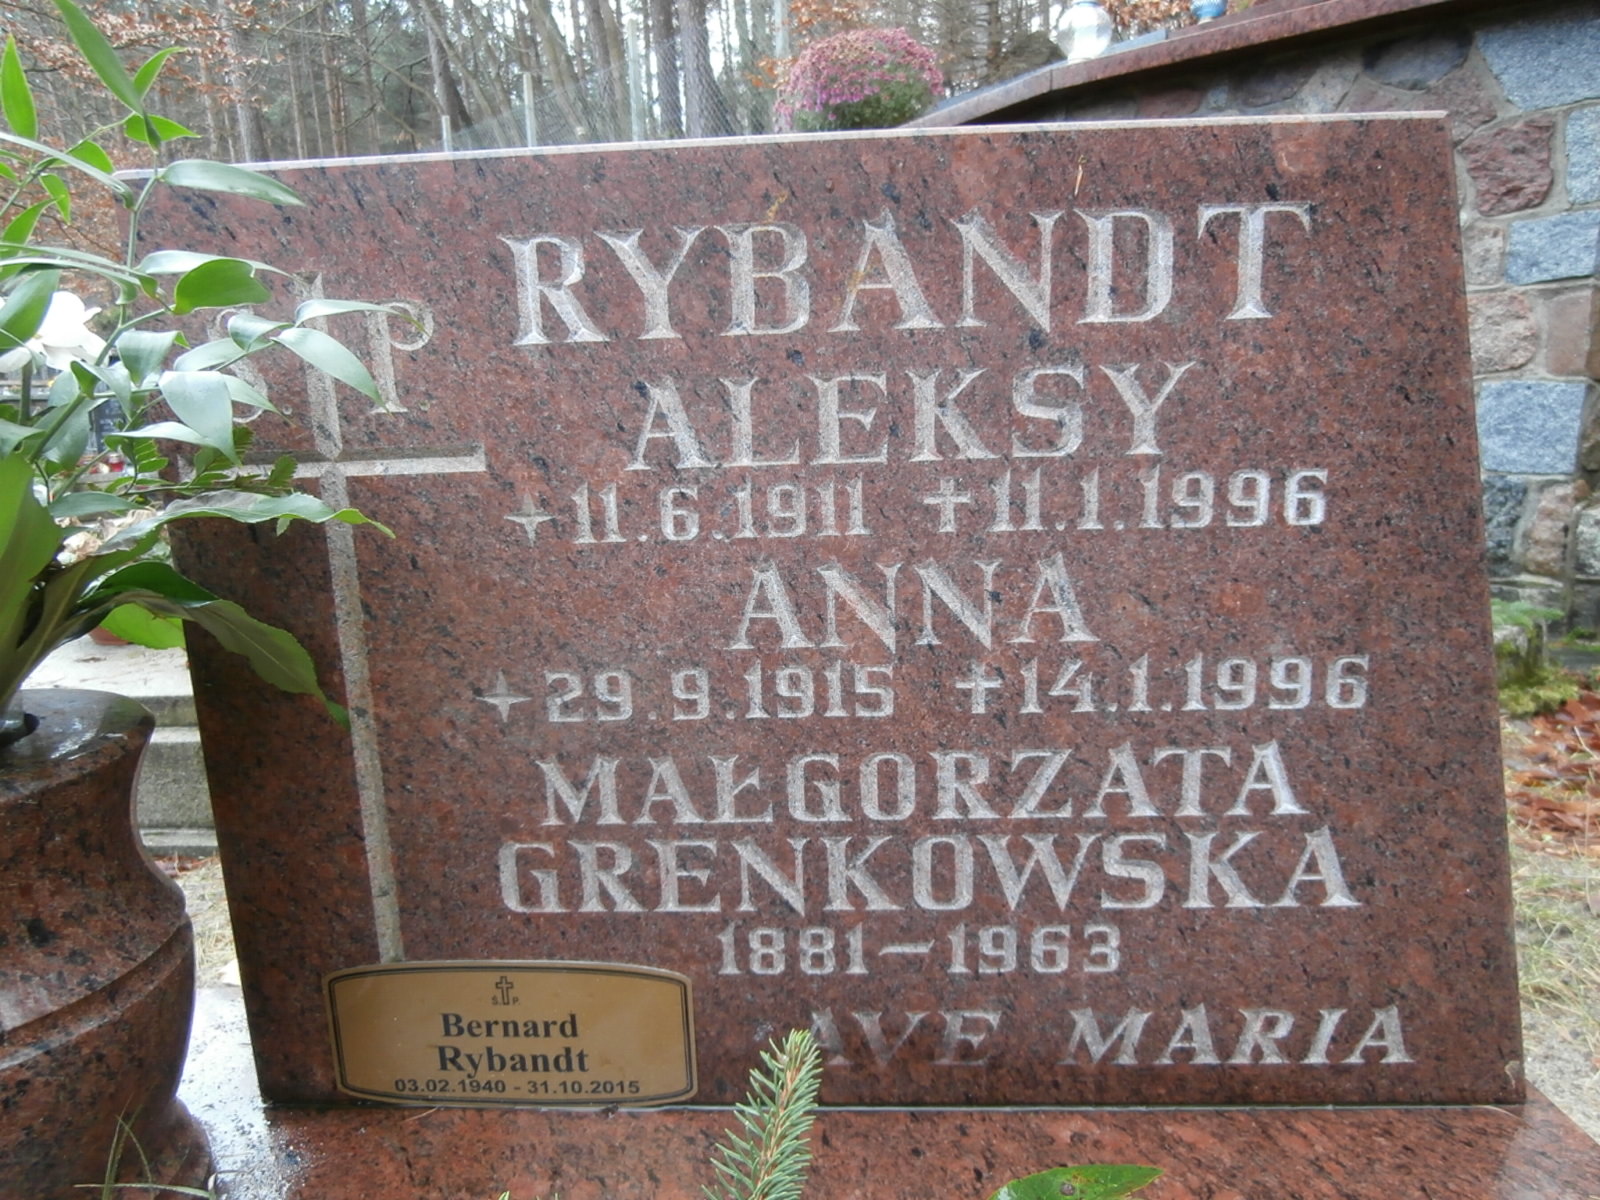 Ś P
RYBANDT
ALEKSY
11.6.1911 ✝11.1.1996
ANNA
29.9.1915 ✝14.1.1996
MAŁGORZATA
GRENKOWSKA
1881–1963
AVE MARIA
Ś. P.
Bernard
Rybandt
03.02.1940 - 31.10.2015